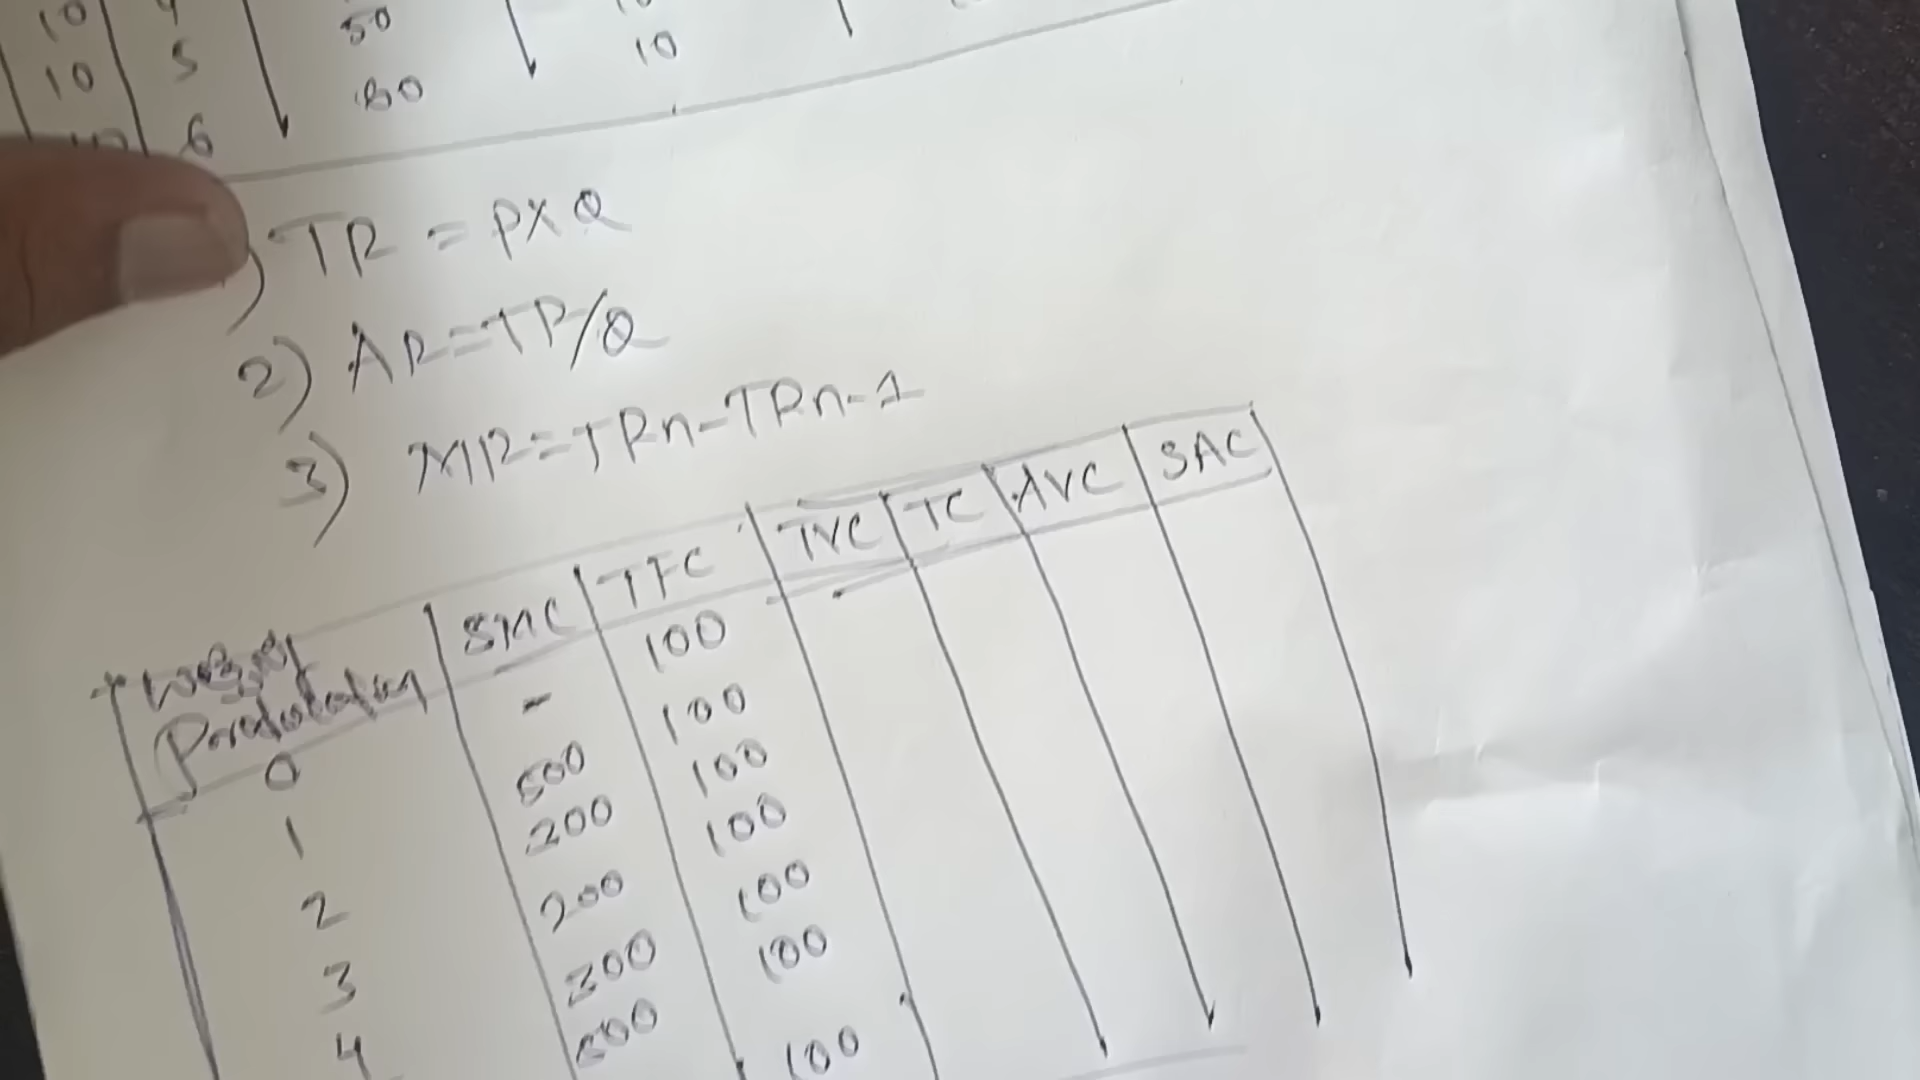 10 4 50 10
10 5 80 10
6
) TR = P X Q
2) AR=TR/Q
3) MR=TRn-TRn-1
SMC TFC TVC TC AVC SAC
0 - 100 -
1 500 100
2 200 100
3 200 100
4 300 100
100
100